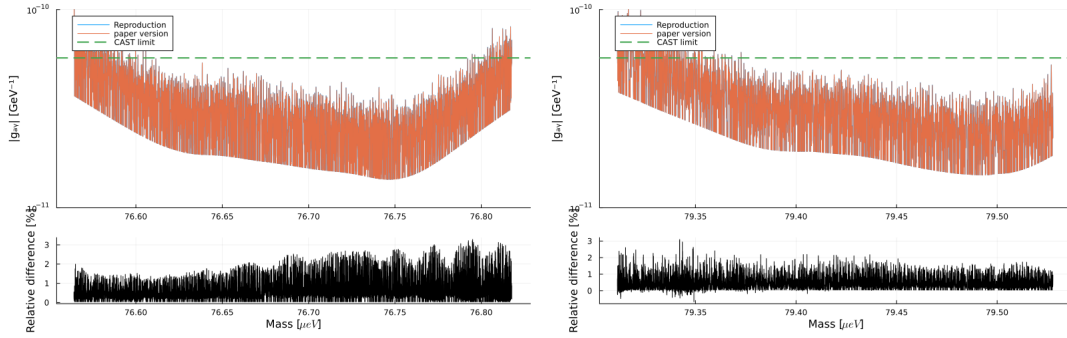 10⁻¹⁰
Reproduction
paper version
CAST limit
|gₐᵧ| [GeV⁻¹]
10⁻¹¹
76.60 76.65 76.70 76.75 76.80
Relative difference [%]
3
2
1
0
76.60 76.65 76.70 76.75 76.80
Mass [μeV]
10⁻¹⁰
Reproduction
paper version
CAST limit
|gₐᵧ| [GeV⁻¹]
10⁻¹¹
79.35 79.40 79.45 79.50
Relative difference [%]
3
2
1
0
79.35 79.40 79.45 79.50
Mass [μeV]